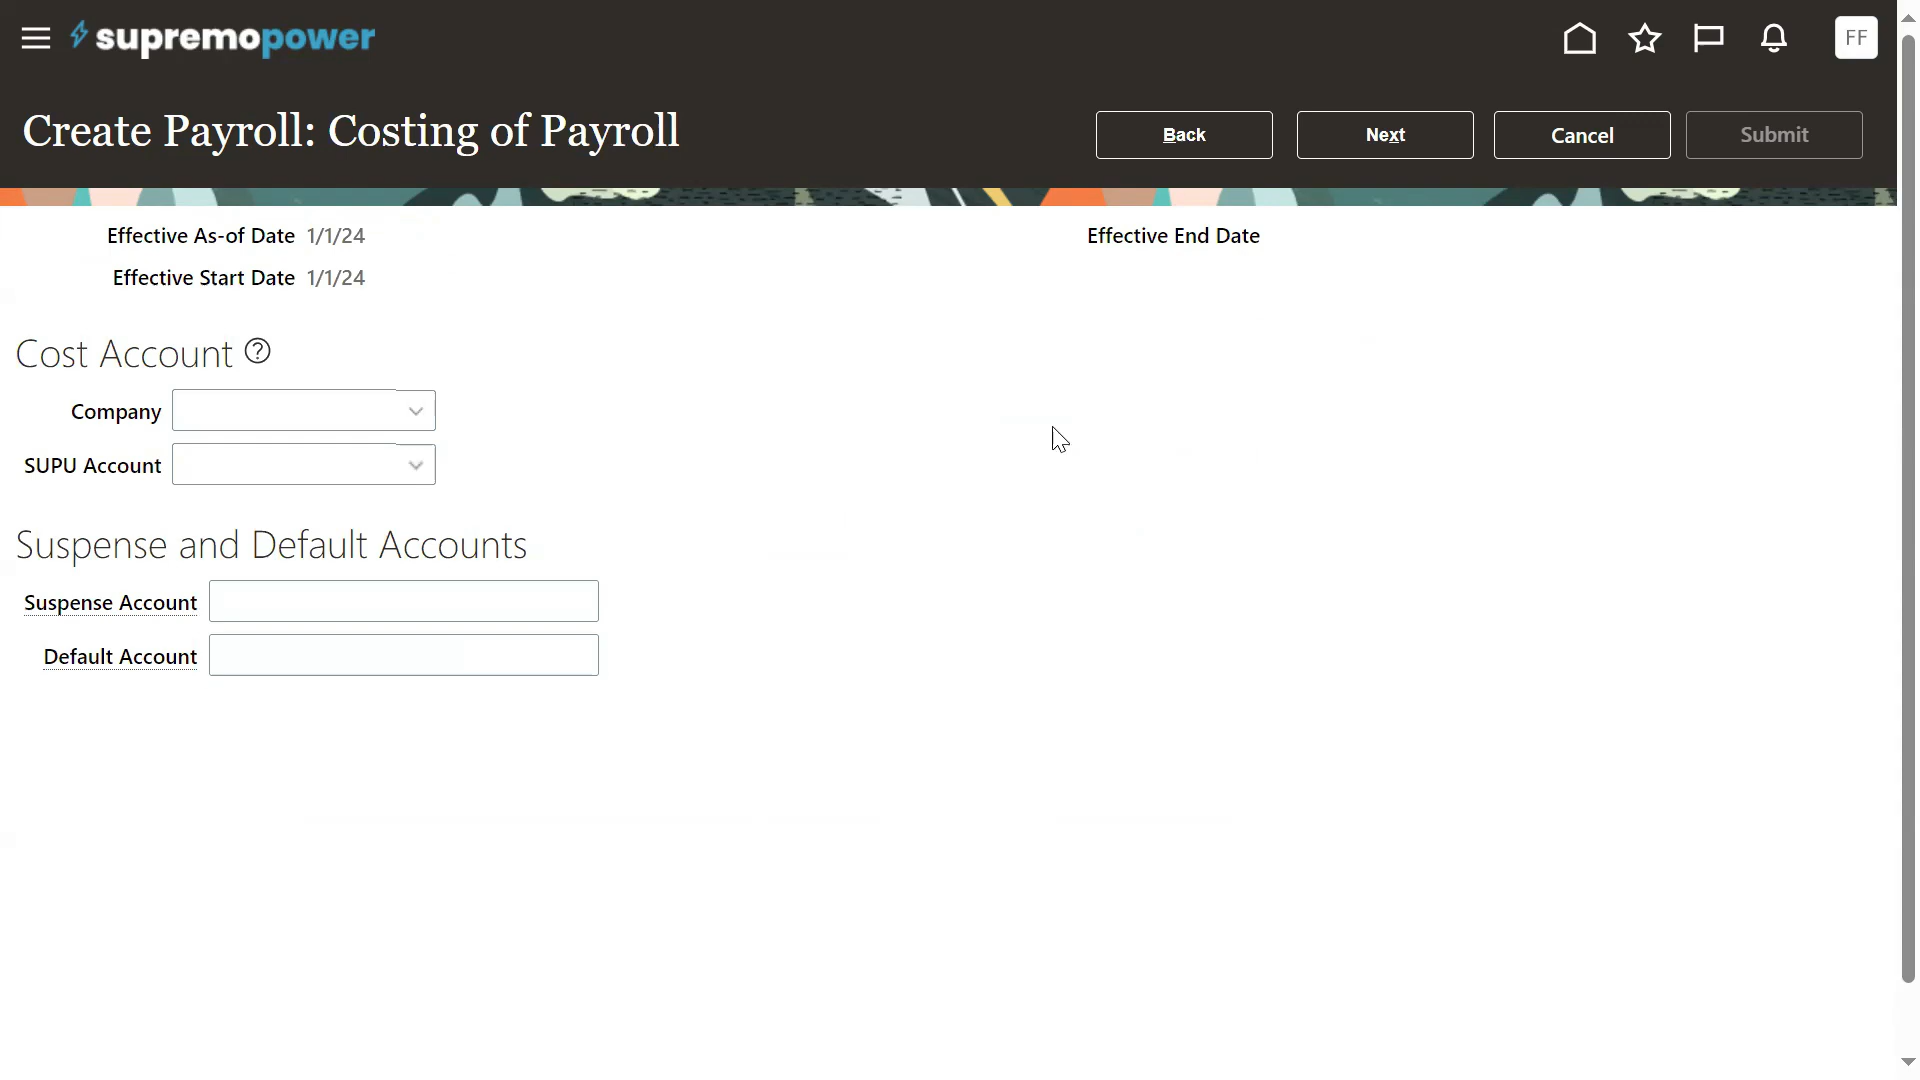 supremopower
FF
Create Payroll: Costing of Payroll
Back
Next
Cancel
Submit
Effective As-of Date 1/1/24
Effective End Date
Effective Start Date 1/1/24
Cost Account ?
Company
SUPU Account
Suspense and Default Accounts
Suspense Account
Default Account